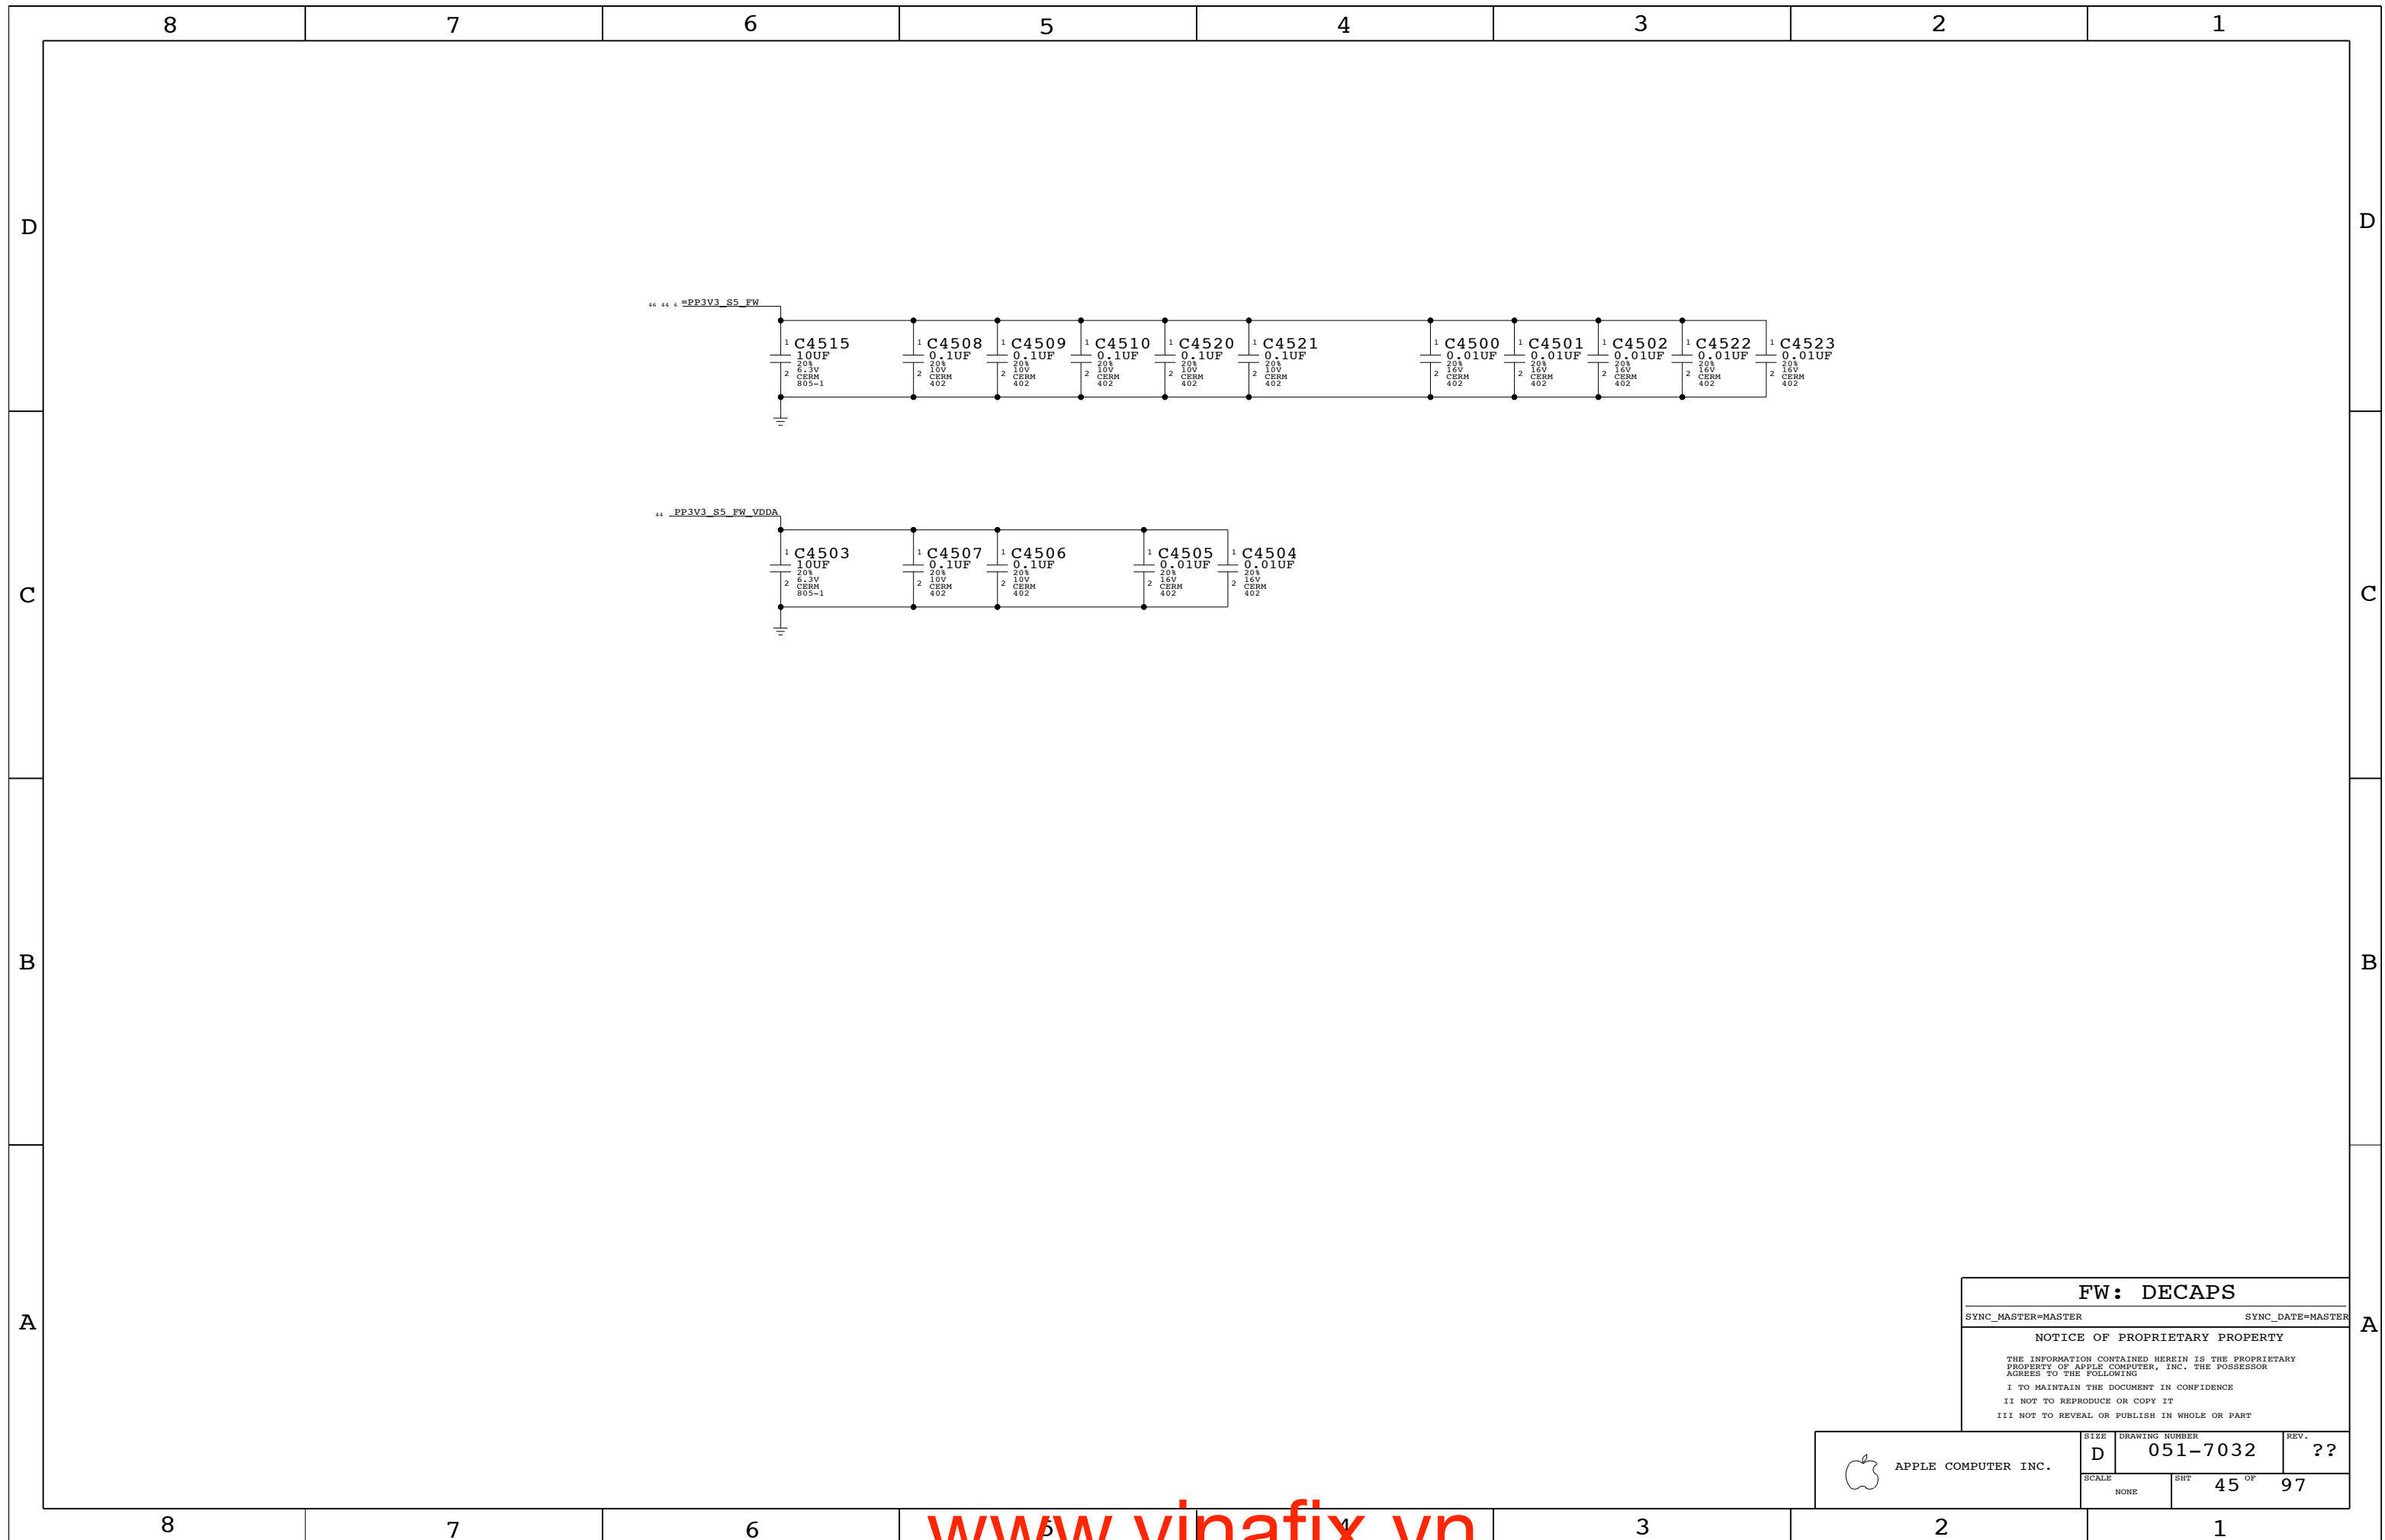 8 7 6 5 4 3 2 1
D D
46 44 6 =PP3V3_S5_FW
1 C4515 1 C4508 1 C4509 1 C4510 1 C4520 1 C4521 1 C4500 1 C4501 1 C4502 1 C4522 1 C4523
10UF 0.1UF 0.1UF 0.1UF 0.1UF 0.1UF 0.01UF 0.01UF 0.01UF 0.01UF 0.01UF
20% 20% 20% 20% 20% 20% 20% 20% 20% 20% 20%
2 6.3V 2 10V 2 10V 2 10V 2 10V 2 10V 2 16V 2 16V 2 16V 2 16V 2 16V
CERM CERM CERM CERM CERM CERM CERM CERM CERM CERM CERM
805-1 402 402 402 402 402 402 402 402 402 402
44 PP3V3_S5_FW_VDDA
1 C4503 1 C4507 1 C4506 1 C4505 1 C4504
10UF 0.1UF 0.1UF 0.01UF 0.01UF
20% 20% 20% 20% 20%
2 6.3V 2 10V 2 10V 2 16V 2 16V
CERM CERM CERM CERM CERM
805-1 402 402 402 402
C C
B B
A A
FW: DECAPS
SYNC_MASTER=MASTER SYNC_DATE=MASTER
NOTICE OF PROPRIETARY PROPERTY
THE INFORMATION CONTAINED HEREIN IS THE PROPRIETARY
PROPERTY OF APPLE COMPUTER, INC. THE POSSESSOR
AGREES TO THE FOLLOWING
I TO MAINTAIN THE DOCUMENT IN CONFIDENCE
II NOT TO REPRODUCE OR COPY IT
III NOT TO REVEAL OR PUBLISH IN WHOLE OR PART
APPLE COMPUTER INC.
SIZE DRAWING NUMBER REV.
D 051-7032 ??
SCALE SHT OF
NONE 45 97
8 7 6 5 4 3 2 1
www.vinafix.vn